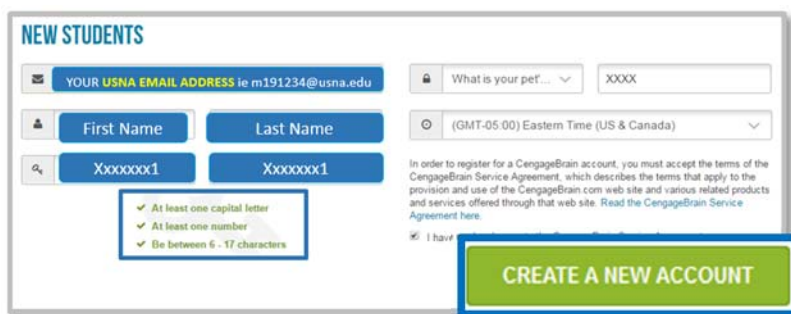 NEW STUDENTS
YOUR USNA EMAIL ADDRESS ie m191234@usna.edu
First Name Last Name
Xxxxxxx1 Xxxxxxx1
✔ At least one capital letter
✔ At least one number
✔ Be between 6 - 17 characters
What is your pet'... XXXX
(GMT-05:00) Eastern Time (US & Canada)
In order to register for a CengageBrain account, you must accept the terms of the
CengageBrain Service Agreement, which describes the terms that apply to the
provision and use of the CengageBrain.com web site and various related products
and services offered through that web site. Read the CengageBrain Service
Agreement here.
I have
CREATE A NEW ACCOUNT